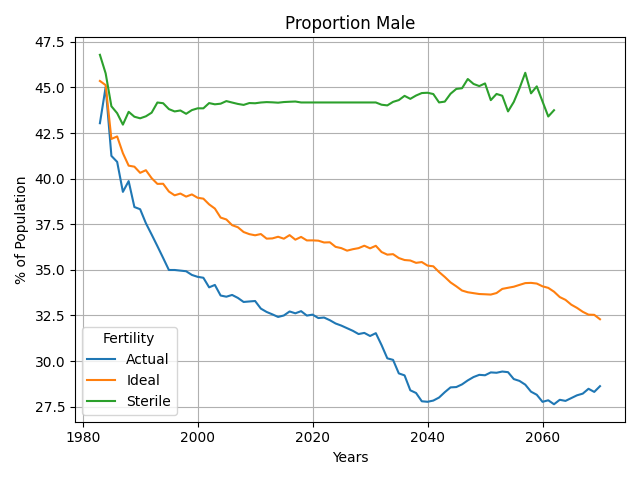 Proportion Male
47.5
45.0
42.5
40.0
37.5
35.0
32.5
30.0
27.5
% of Population
Fertility
Actual
Ideal
Sterile
1980
2000
2020
2040
2060
Years